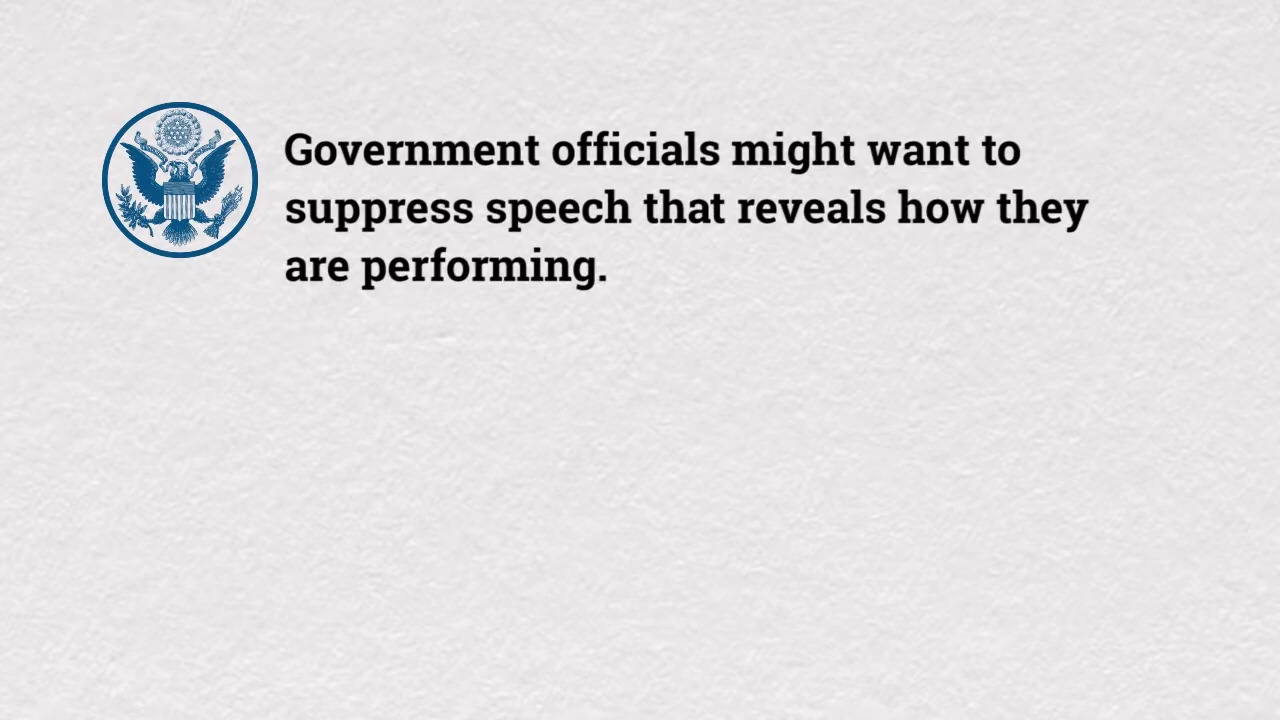 Government officials might want to
suppress speech that reveals how they
are performing.